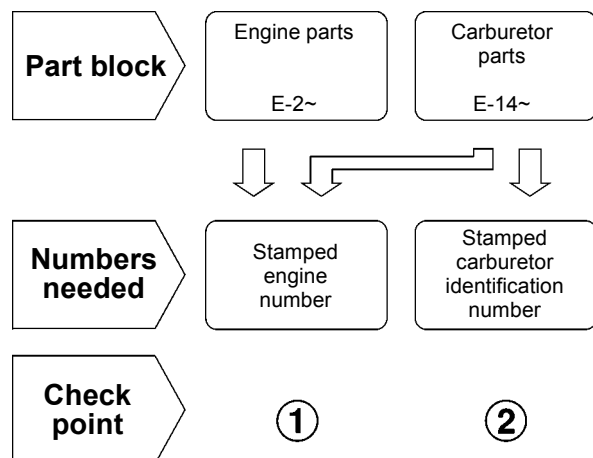 Part block
Engine parts
E-2~
Carburetor
parts
E-14~
Numbers
needed
Stamped
engine
number
Stamped
carburetor
identification
number
Check
point
①
②